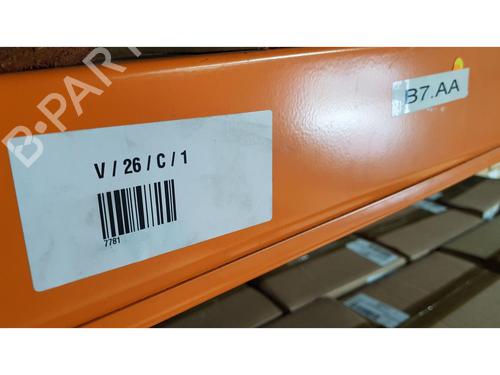 B-PARTS
B7.AA
V / 26 / C / 1
7781